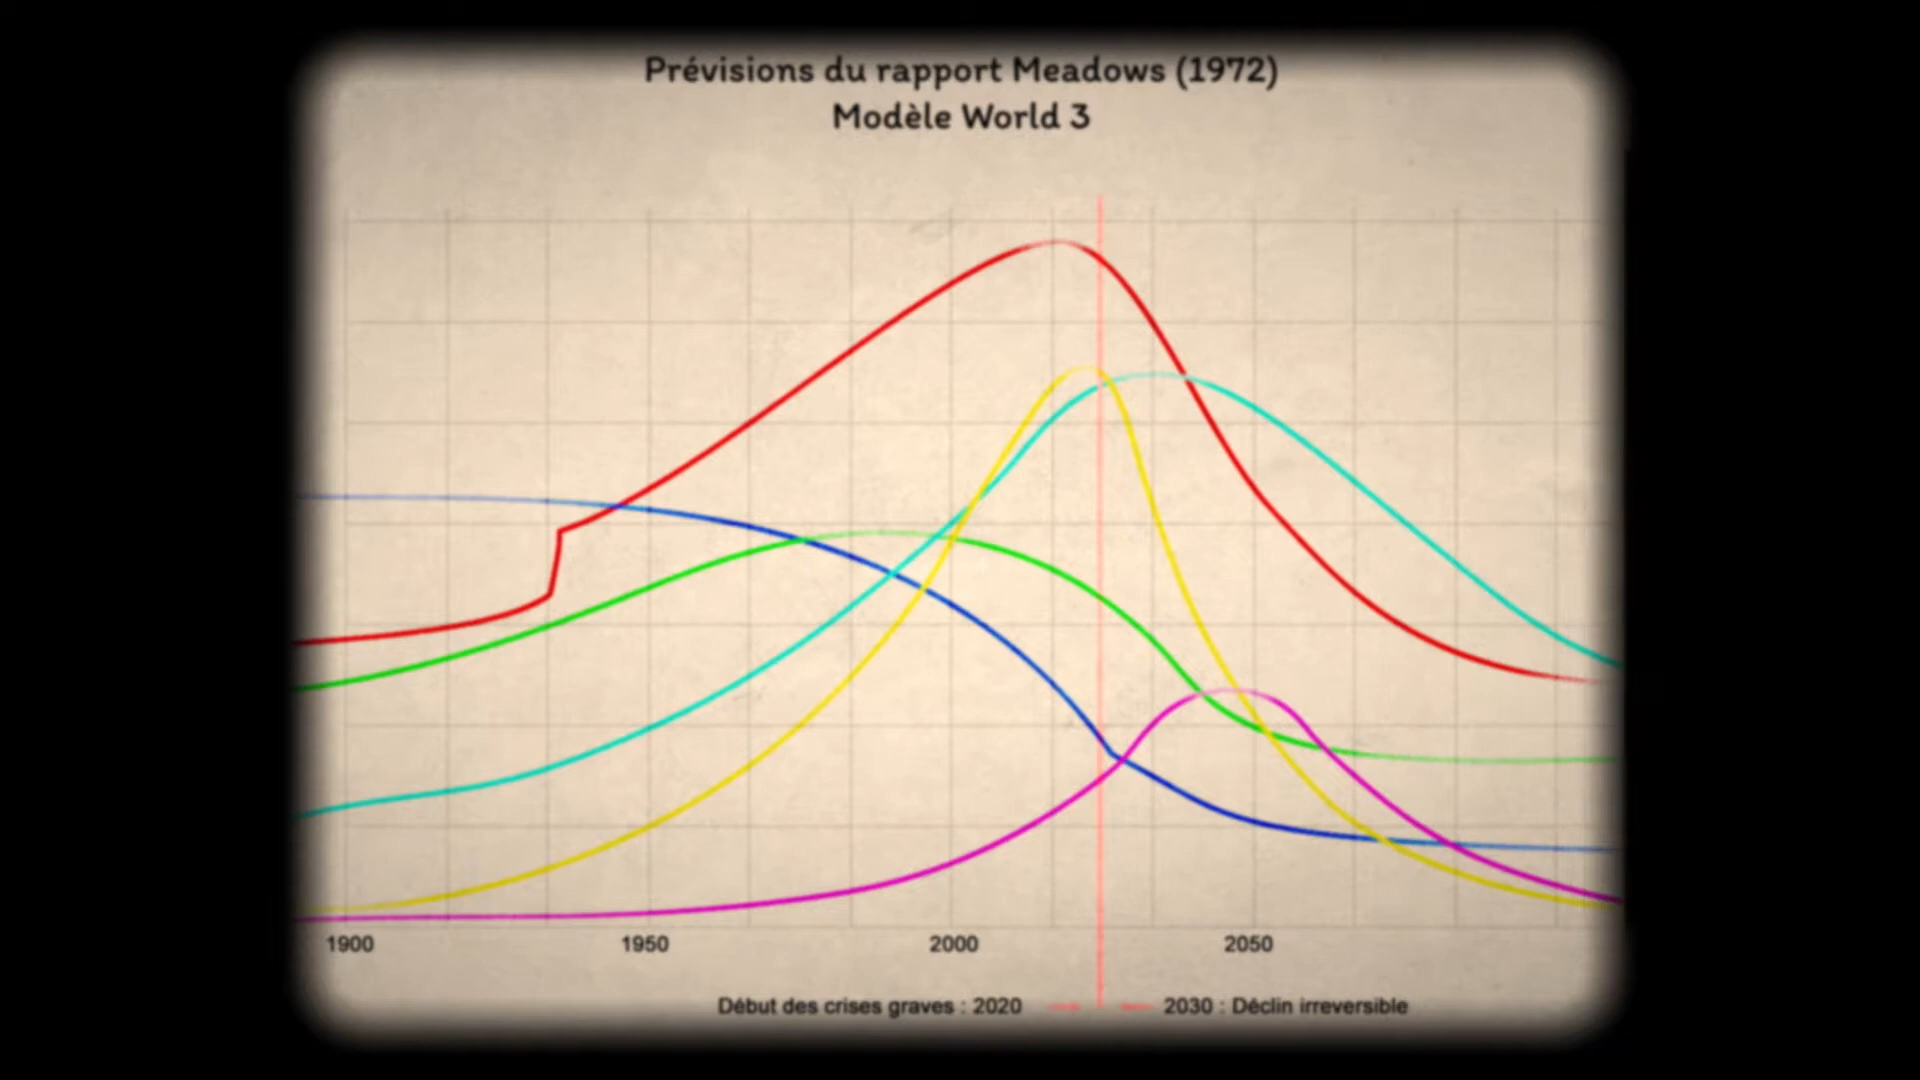 Prévisions du rapport Meadows (1972)
Modèle World 3
1900 1950 2000 2050
Début des crises graves : 2020 2030 : Déclin irreversible